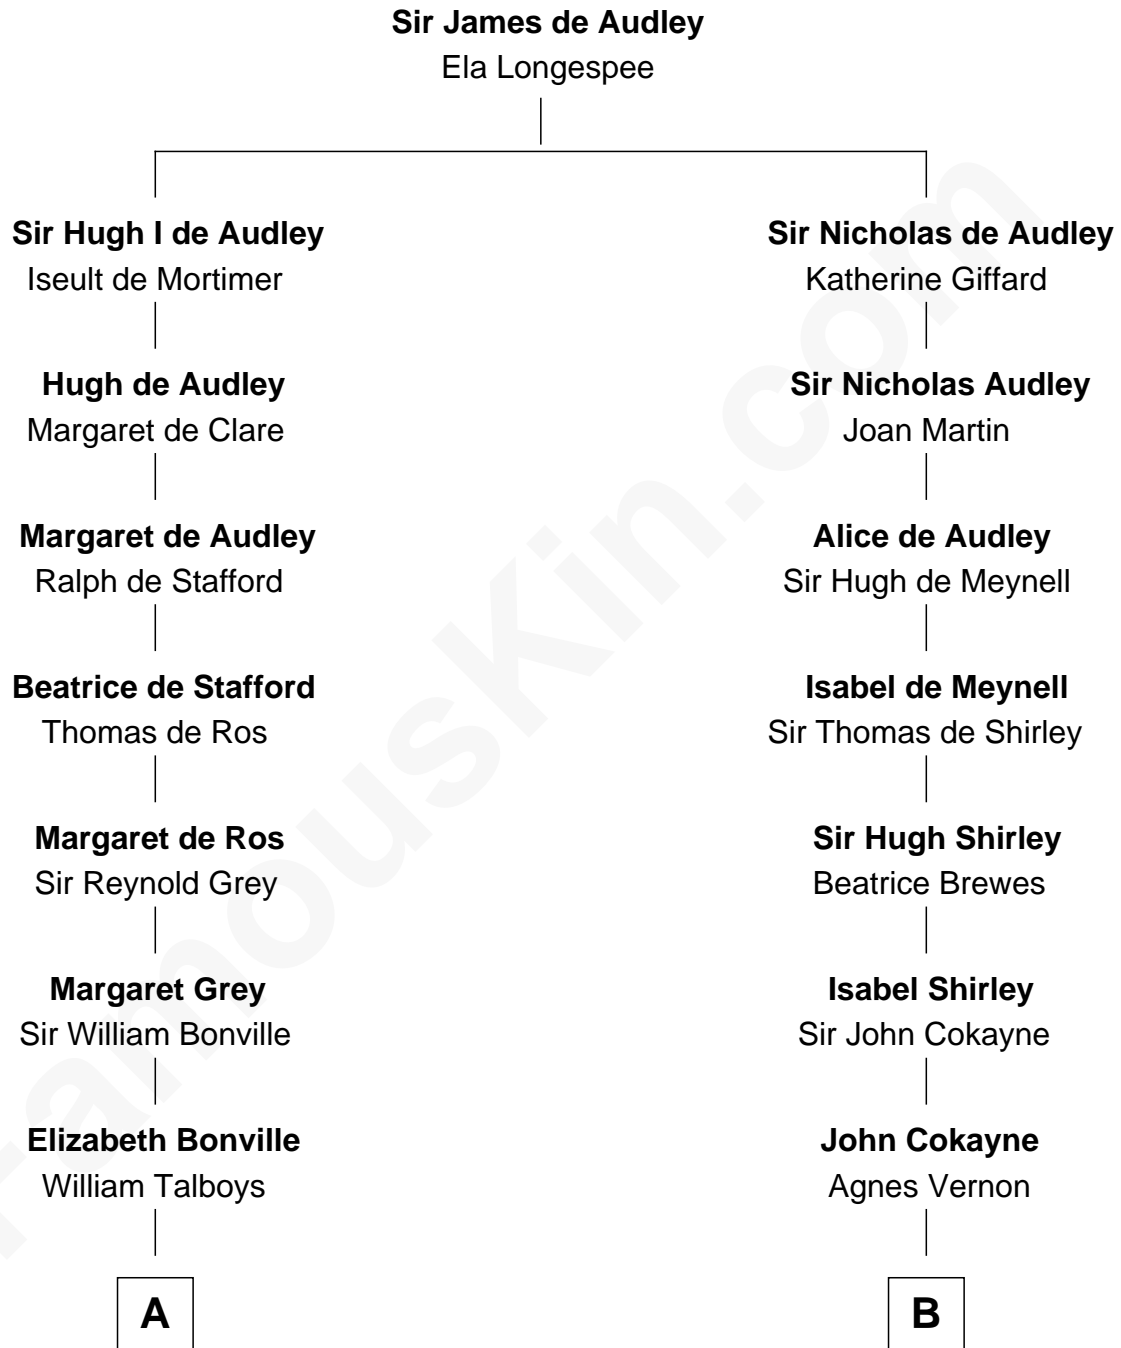 Sir James de Audley
Ela Longespee
Sir Hugh I de Audley
Iseult de Mortimer
Hugh de Audley
Margaret de Clare
Margaret de Audley
Ralph de Stafford
Beatrice de Stafford
Thomas de Ros
Margaret de Ros
Sir Reynold Grey
Margaret Grey
Sir William Bonville
Elizabeth Bonville
William Talboys
A
Sir Nicholas de Audley
Katherine Giffard
Sir Nicholas Audley
Joan Martin
Alice de Audley
Sir Hugh de Meynell
Isabel de Meynell
Sir Thomas de Shirley
Sir Hugh Shirley
Beatrice Brewes
Isabel Shirley
Sir John Cokayne
John Cokayne
Agnes Vernon
B
FamousKin.com